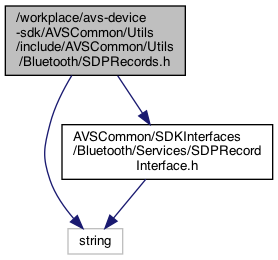 /workplace/avs-device
-sdk/AVSCommon/Utils
/include/AVSCommon/Utils
/Bluetooth/SDPRecords.h
AVSCommon/SDKInterfaces
/Bluetooth/Services/SDPRecord
Interface.h
string